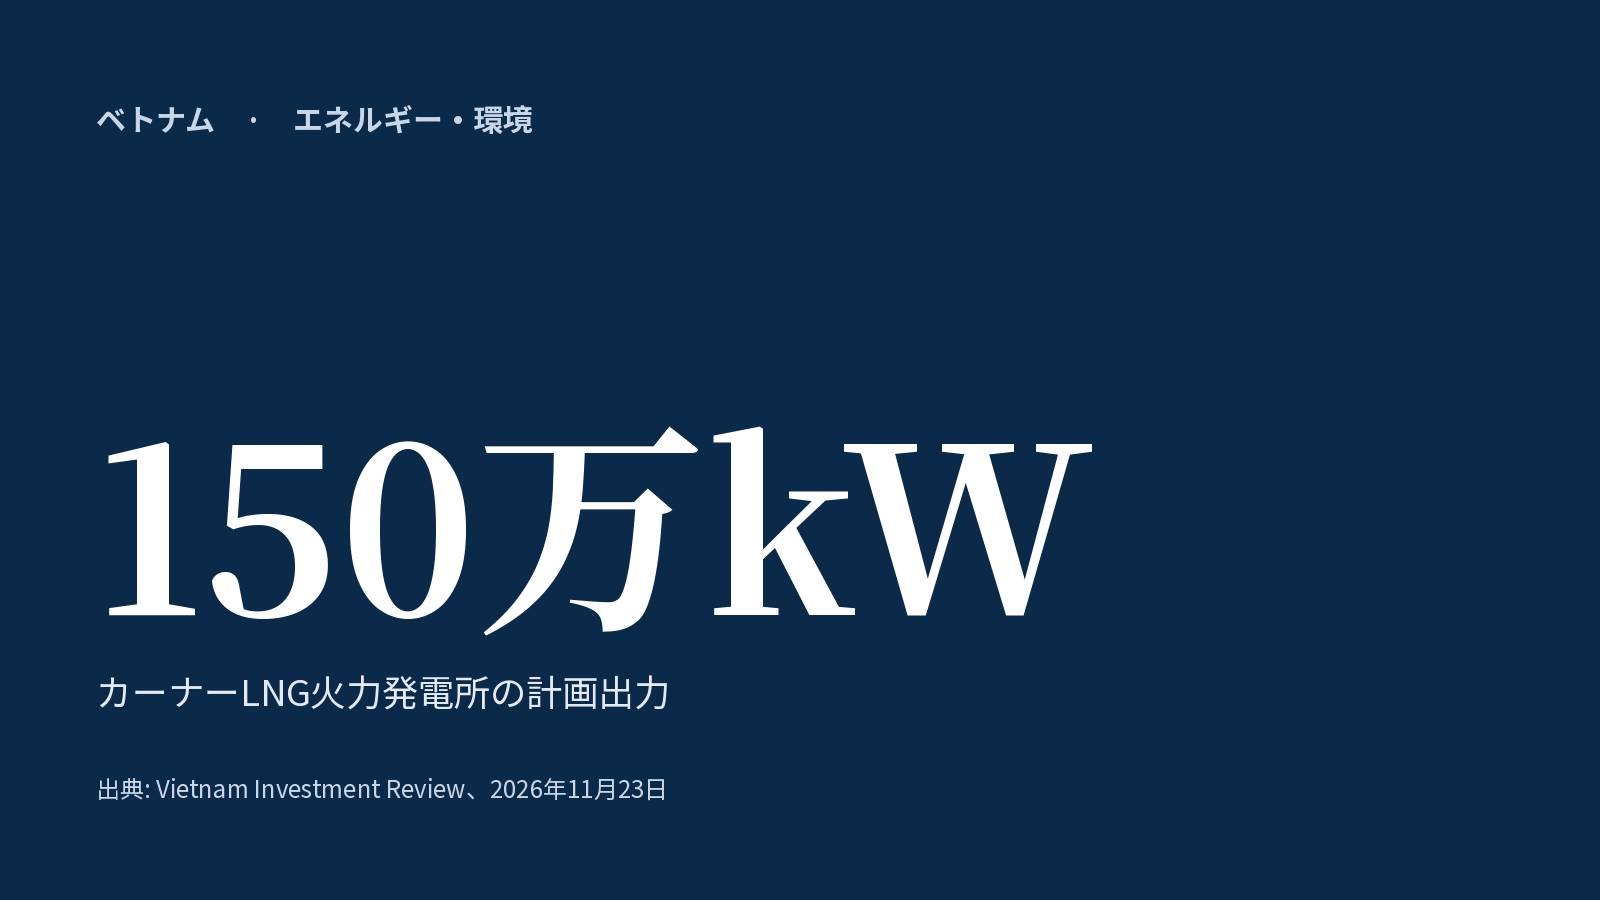 ベトナム · エネルギー・環境
150万kW
カーナーLNG火力発電所の計画出力
出典: Vietnam Investment Review、2026年11月23日